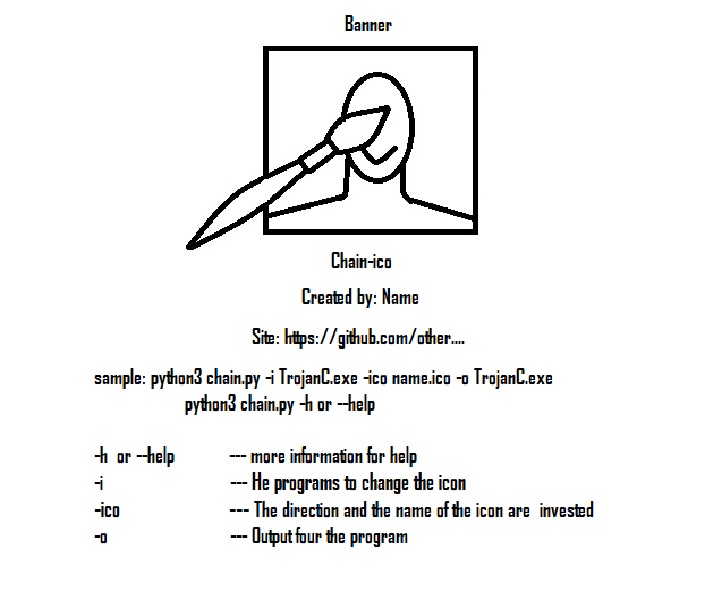 Banner
Chain-ico
Created by: Name
Site: https://github.com/other....
sample: python3 chain.py -i TrojanC.exe -ico name.ico -o TrojanC.exe
python3 chain.py -h or --help
-h or --help --- more information for help
-i --- He programs to change the icon
-ico --- The direction and the name of the icon are invested
-o --- Output four the program